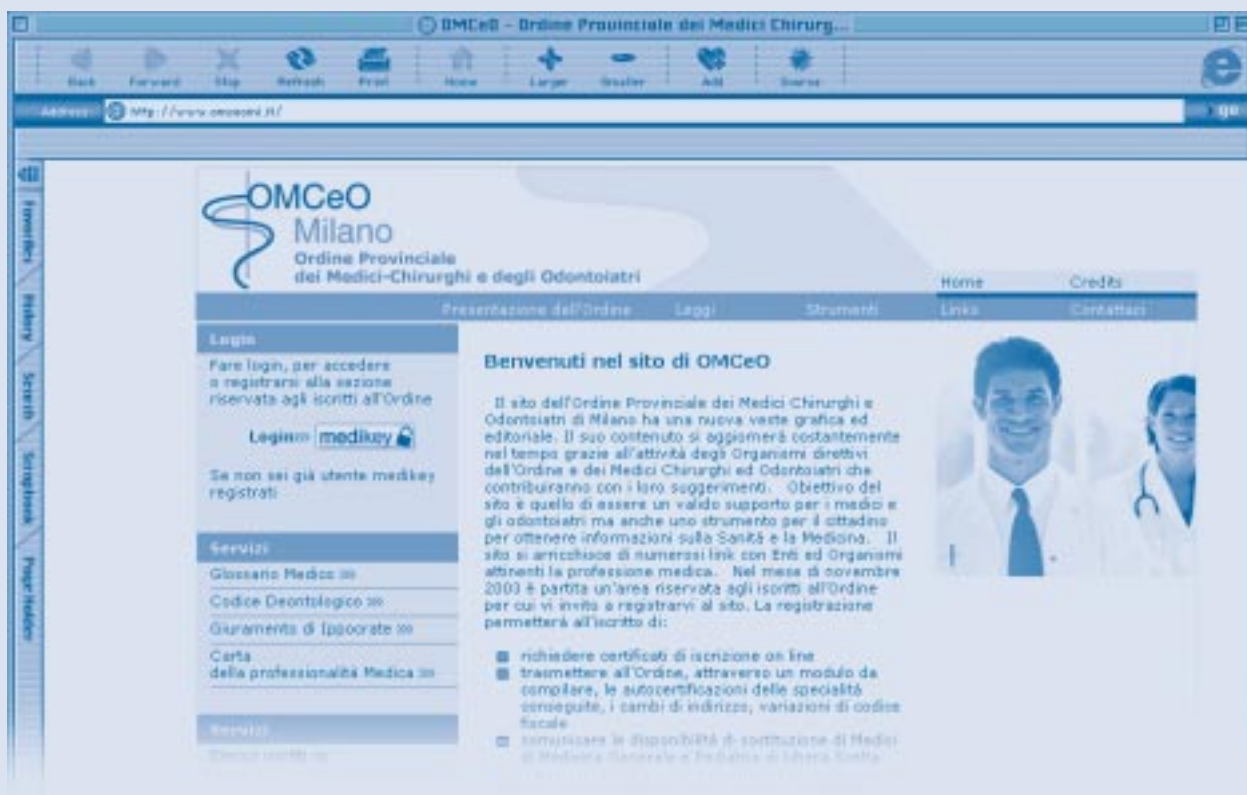 OMCeO - Ordine Provinciale dei Medici Chirurg...
Back Forward Stop Refresh Print Home Larger Smaller Add Source
Address http://www.omceomi.it/ go
Favorites
History
Search
Scrapbook
Page Holder
OMCeO
Milano
Ordine Provinciale
dei Medici-Chirurghi e degli Odontoiatri
Home Credits
Presentazione dell'Ordine Leggi Strumenti Links Contattaci
Login
Fare login, per accedere
o registrarsi alla sezione
riservata agli iscritti all'Ordine
Login»» medikey
Se non sei già utente medikey
registrati
Servizi
Glossario Medico »»
Codice Deontologico »»
Giuramento di Ippocrate »»
Carta
della professionalità Medica »»
Servizi
Benvenuti nel sito di OMCeO
Il sito dell'Ordine Provinciale dei Medici Chirurghi e
Odontoiatri di Milano ha una nuova veste grafica ed
editoriale. Il suo contenuto si aggiornerà costantemente
nel tempo grazie all'attività degli Organismi direttivi
dell'Ordine e dei Medici Chirurghi ed Odontoiatri che
contribuiranno con i loro suggerimenti. Obiettivo del
sito è quello di essere un valido supporto per i medici e
gli odontoiatri ma anche uno strumento per il cittadino
per ottenere informazioni sulla Sanità e la Medicina. Il
sito si arricchisce di numerosi link con Enti ed Organismi
attinenti la professione medica. Nel mese di novembre
2003 è partita un'area riservata agli iscritti all'Ordine
per cui vi invito a registrarvi al sito. La registrazione
permetterà all'iscritto di:
richiedere certificati di iscrizione on line
trasmettere all'Ordine, attraverso un modulo da
compilare, le autocertificazioni delle specialità
conseguite, i cambi di indirizzo, variazioni di codice
fiscale
comunicare le disponibilità di sostituzione di Medici
di Medicina Generale e Pediatria di Libera Scelta